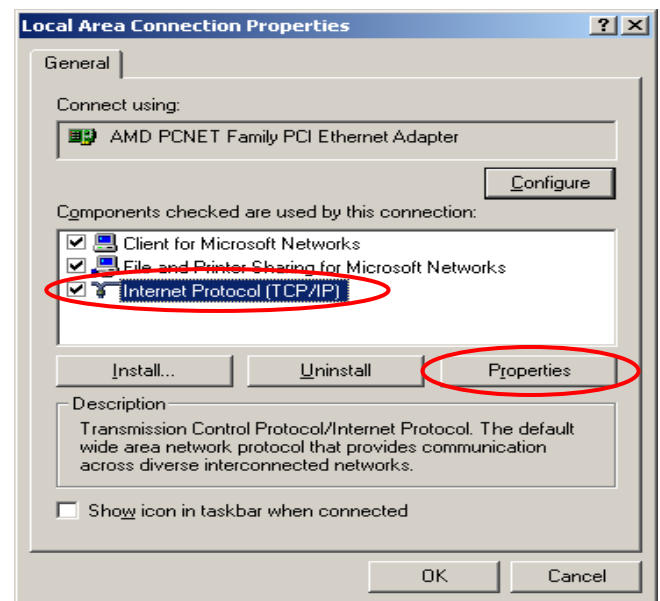 Local Area Connection Properties
General
Connect using:
AMD PCNET Family PCI Ethernet Adapter
Configure
Components checked are used by this connection:
Client for Microsoft Networks
File and Printer Sharing for Microsoft Networks
Internet Protocol (TCP/IP)
Install... Uninstall Properties
Description
Transmission Control Protocol/Internet Protocol. The default
wide area network protocol that provides communication
across diverse interconnected networks.
Show icon in taskbar when connected
OK Cancel